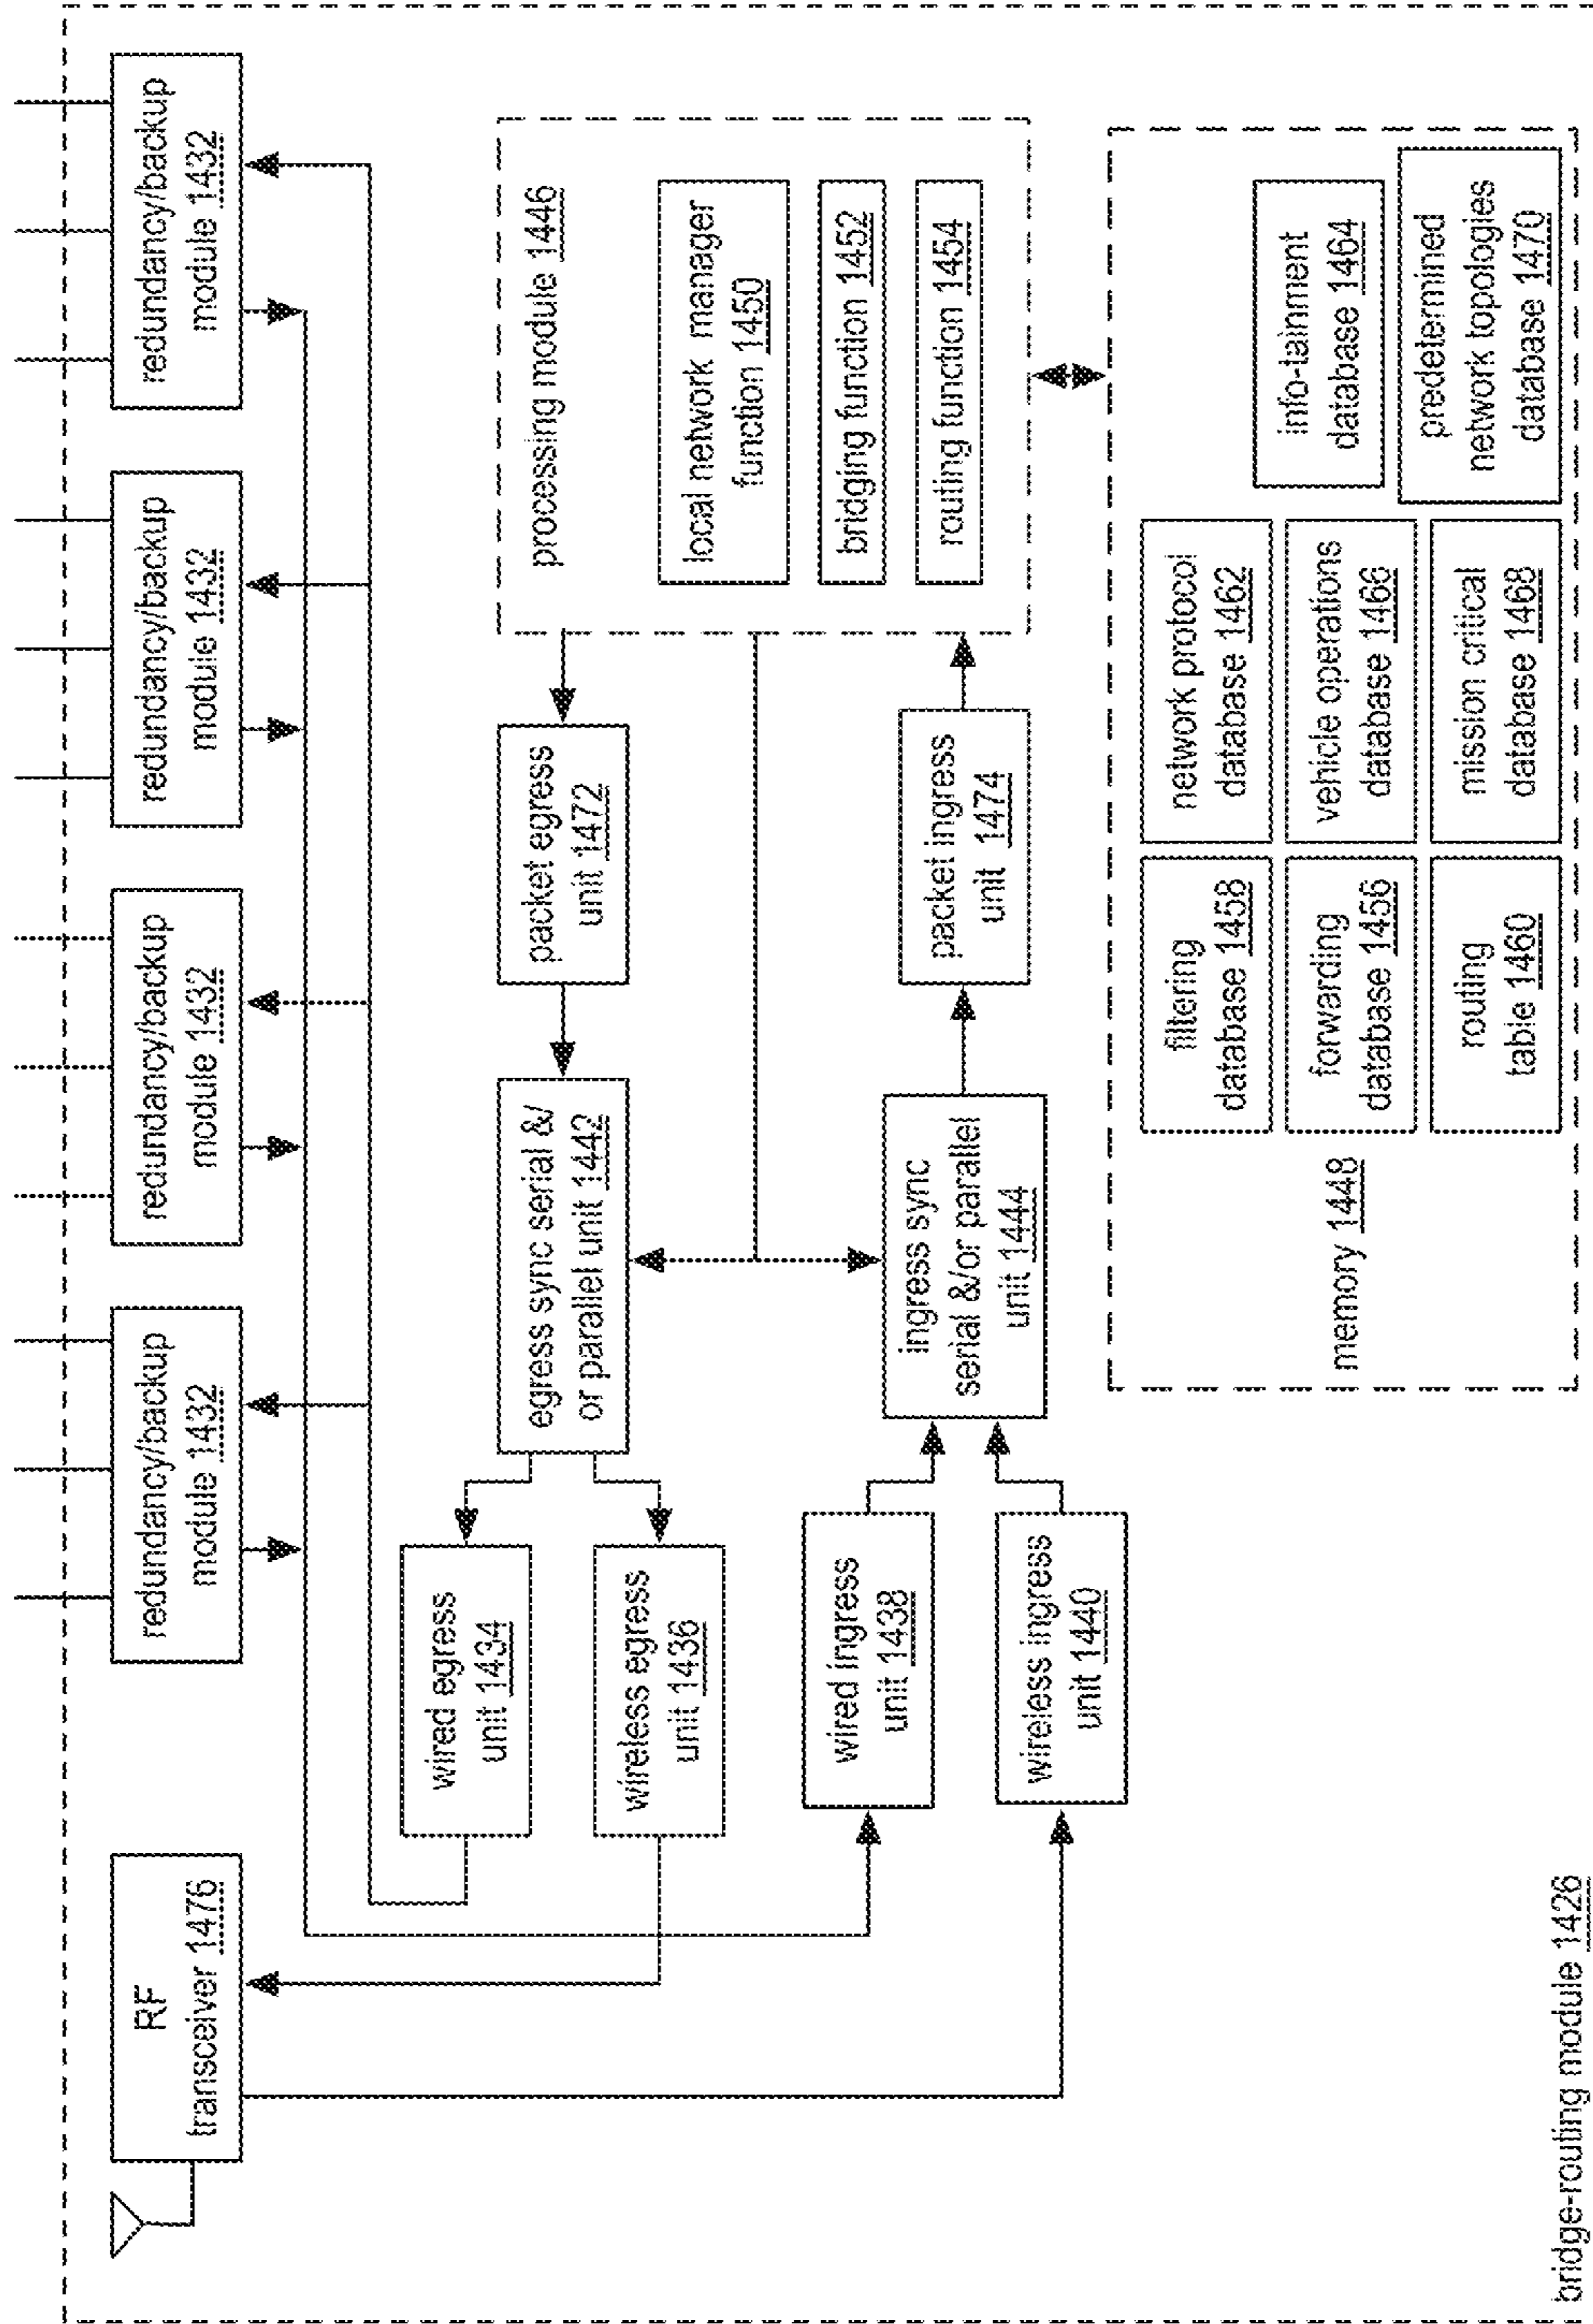 RF
transceiver 1476
redundancy/backup
module 1432
redundancy/backup
module 1432
redundancy/backup
module 1432
redundancy/backup
module 1432
wired egress
unit 1434
wireless egress
unit 1436
egress sync serial &/
or parallel unit 1442
packet egress
unit 1472
processing module 1446
local network manager
function 1450
bridging function 1452
routing function 1454
wired ingress
unit 1438
wireless ingress
unit 1440
ingress sync
serial &/or parallel
unit 1444
packet ingress
unit 1474
memory 1448
filtering
database 1458
network protocol
database 1462
info-tainment
database 1464
forwarding
database 1456
vehicle operations
database 1466
routing
table 1460
mission critical
database 1468
predetermined
network topologies
database 1470
bridge-routing module 1426